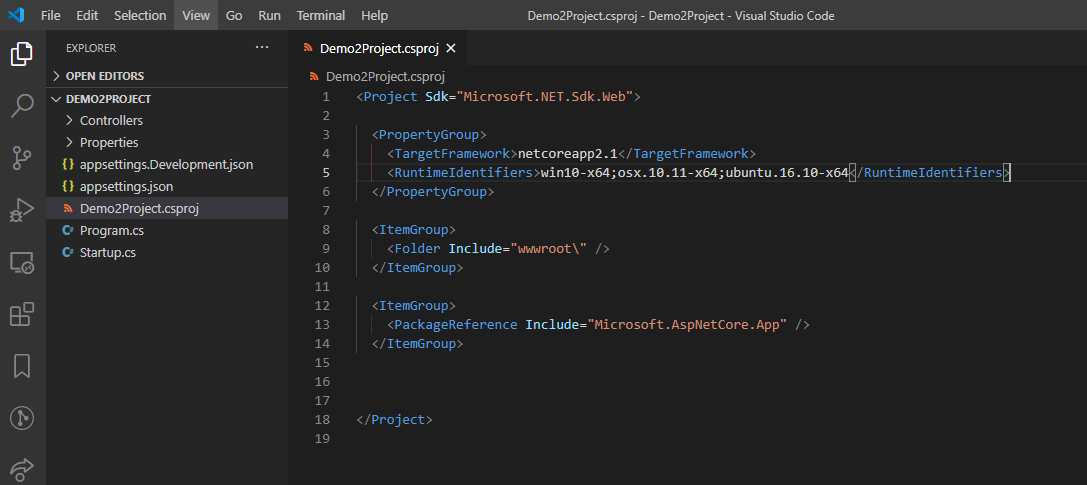 File Edit Selection View Go Run Terminal Help Demo2Project.csproj - Demo2Project - Visual Studio Code
EXPLORER ···
OPEN EDITORS
DEMO2PROJECT
Controllers
Properties
{} appsettings.Development.json
{} appsettings.json
Demo2Project.csproj
C# Program.cs
C# Startup.cs
Demo2Project.csproj
Demo2Project.csproj
1 <Project Sdk="Microsoft.NET.Sdk.Web">
2
3 <PropertyGroup>
4 <TargetFramework>netcoreapp2.1</TargetFramework>
5 <RuntimeIdentifiers>win10-x64;osx.10.11-x64;ubuntu.16.10-x64</RuntimeIdentifiers>
6 </PropertyGroup>
7
8 <ItemGroup>
9 <Folder Include="wwwroot\" />
10 </ItemGroup>
11
12 <ItemGroup>
13 <PackageReference Include="Microsoft.AspNetCore.App" />
14 </ItemGroup>
15
16
17
18 </Project>
19